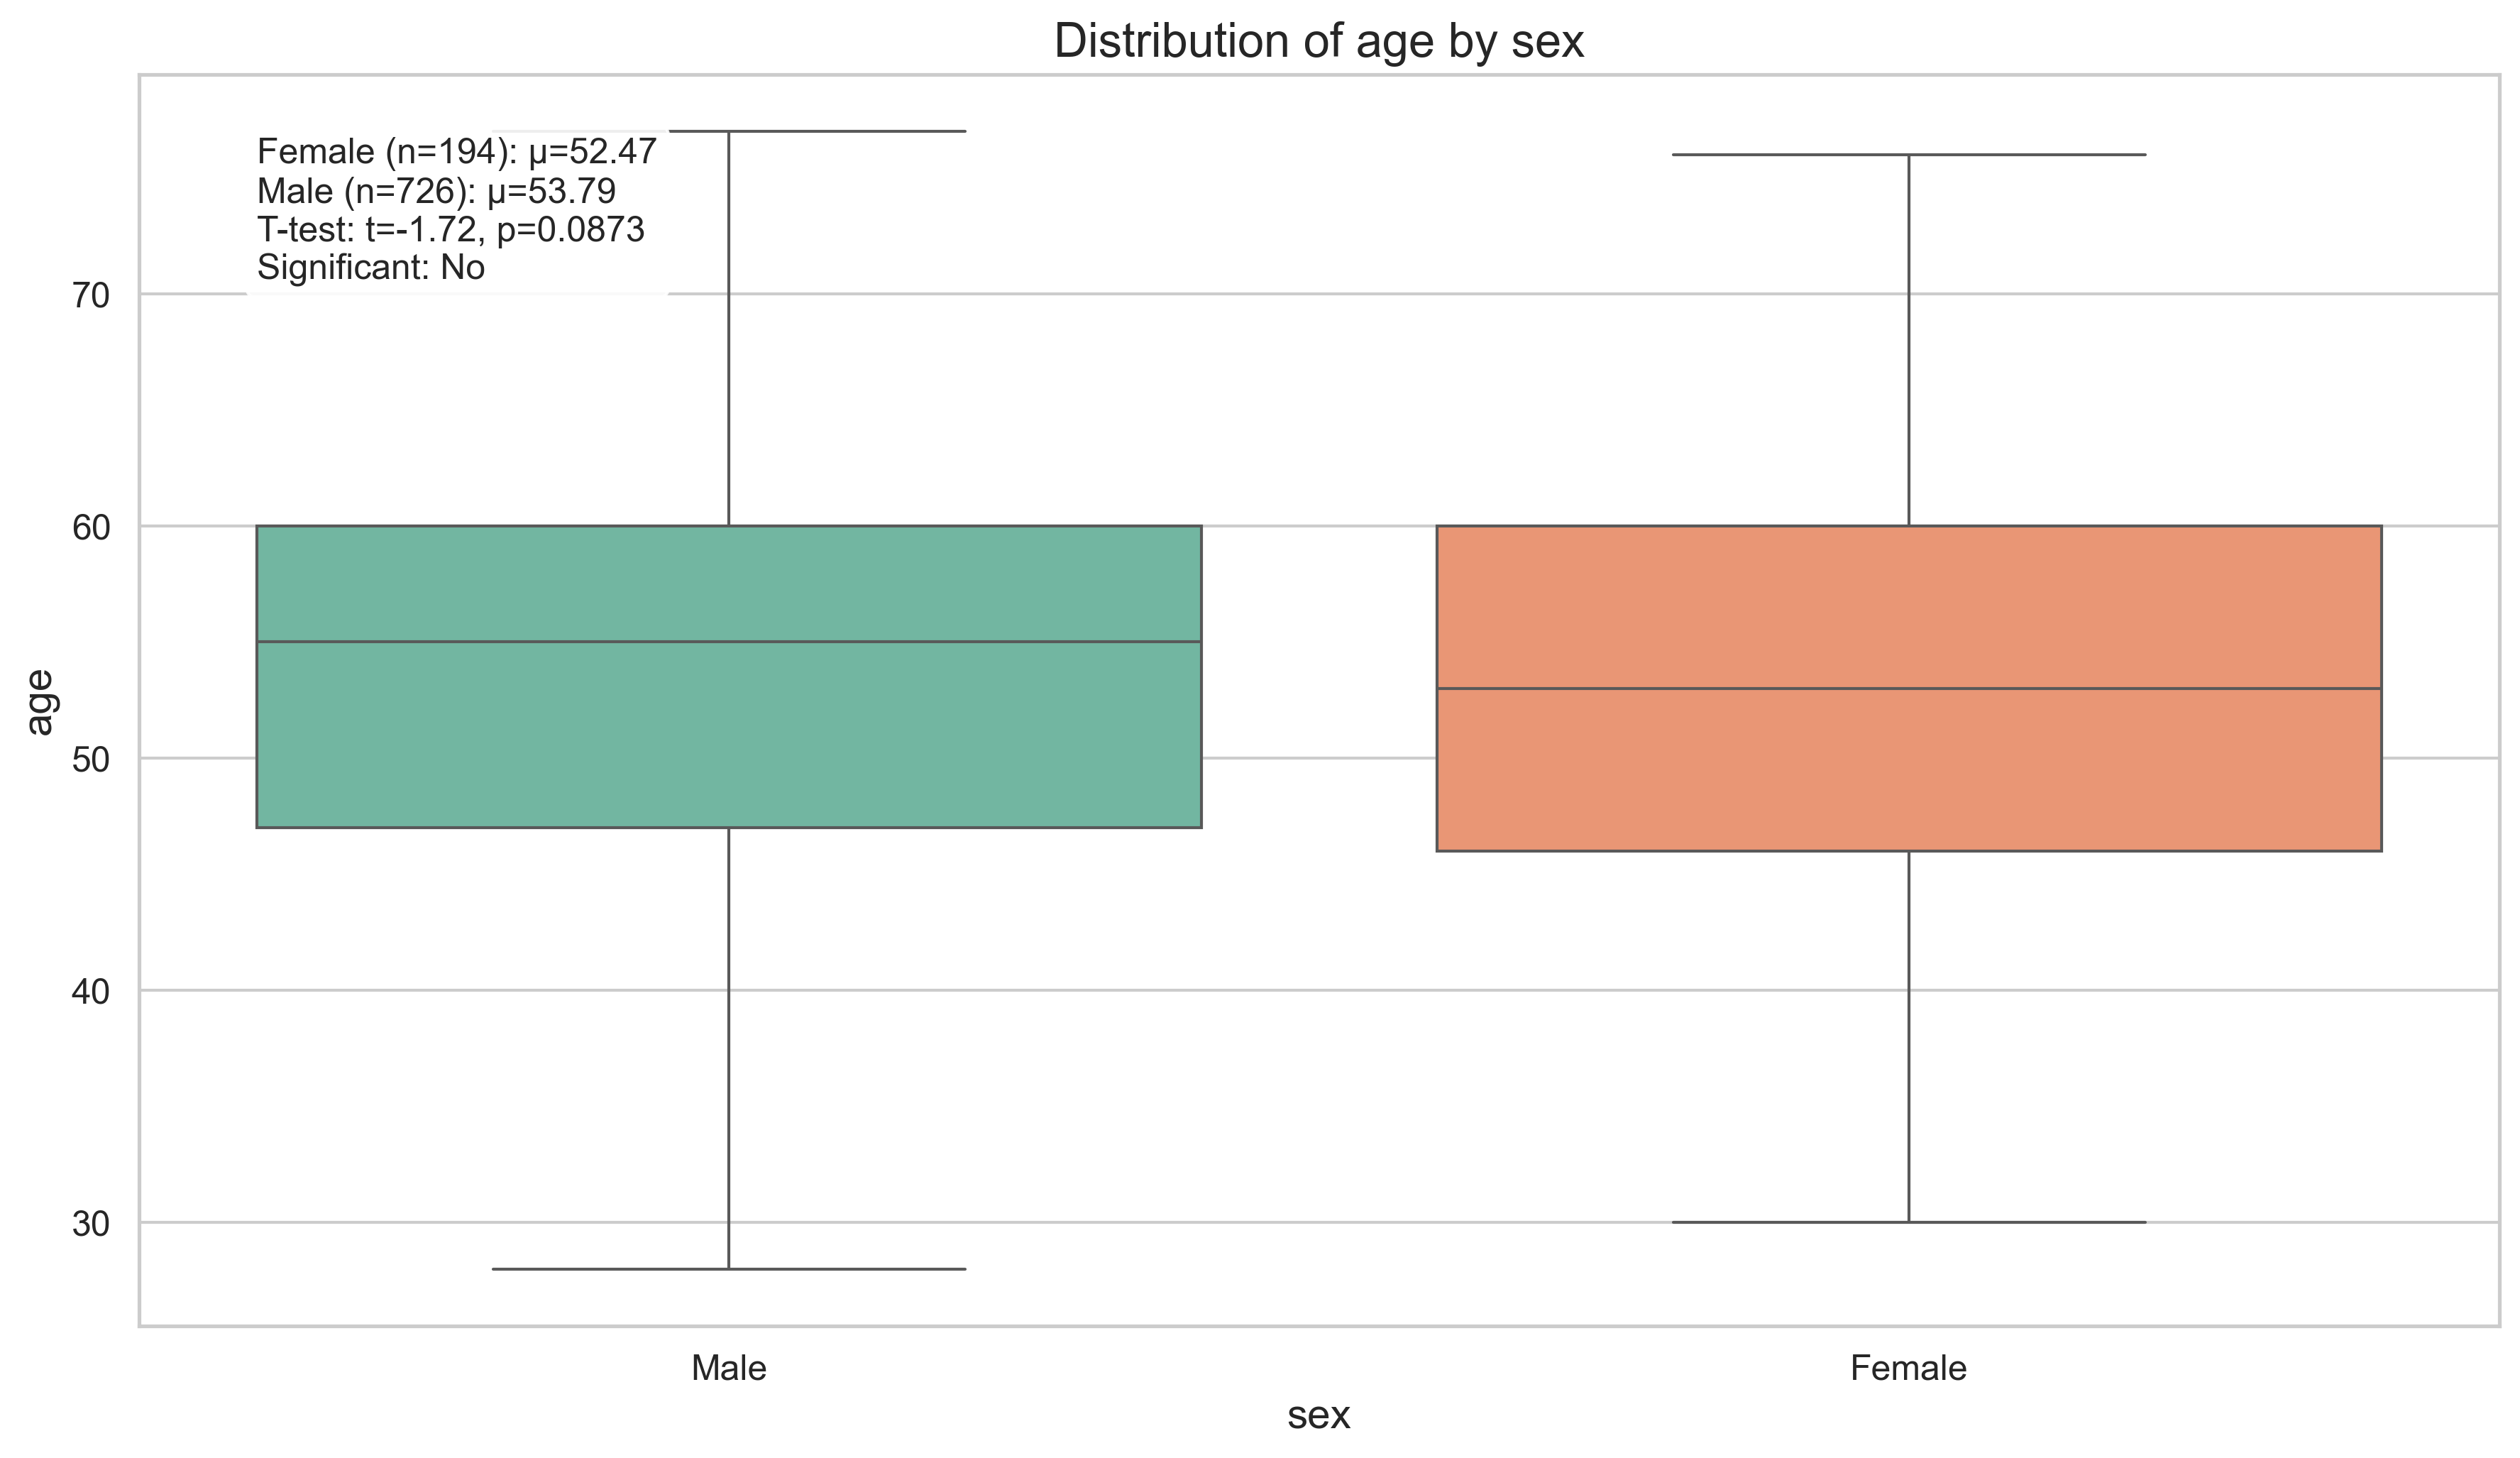 Distribution of age by sex
Female (n=194): μ=52.47
Male (n=726): μ=53.79
T-test: t=-1.72, p=0.0873
Significant: No
70
60
50
40
30
age
Male
Female
sex